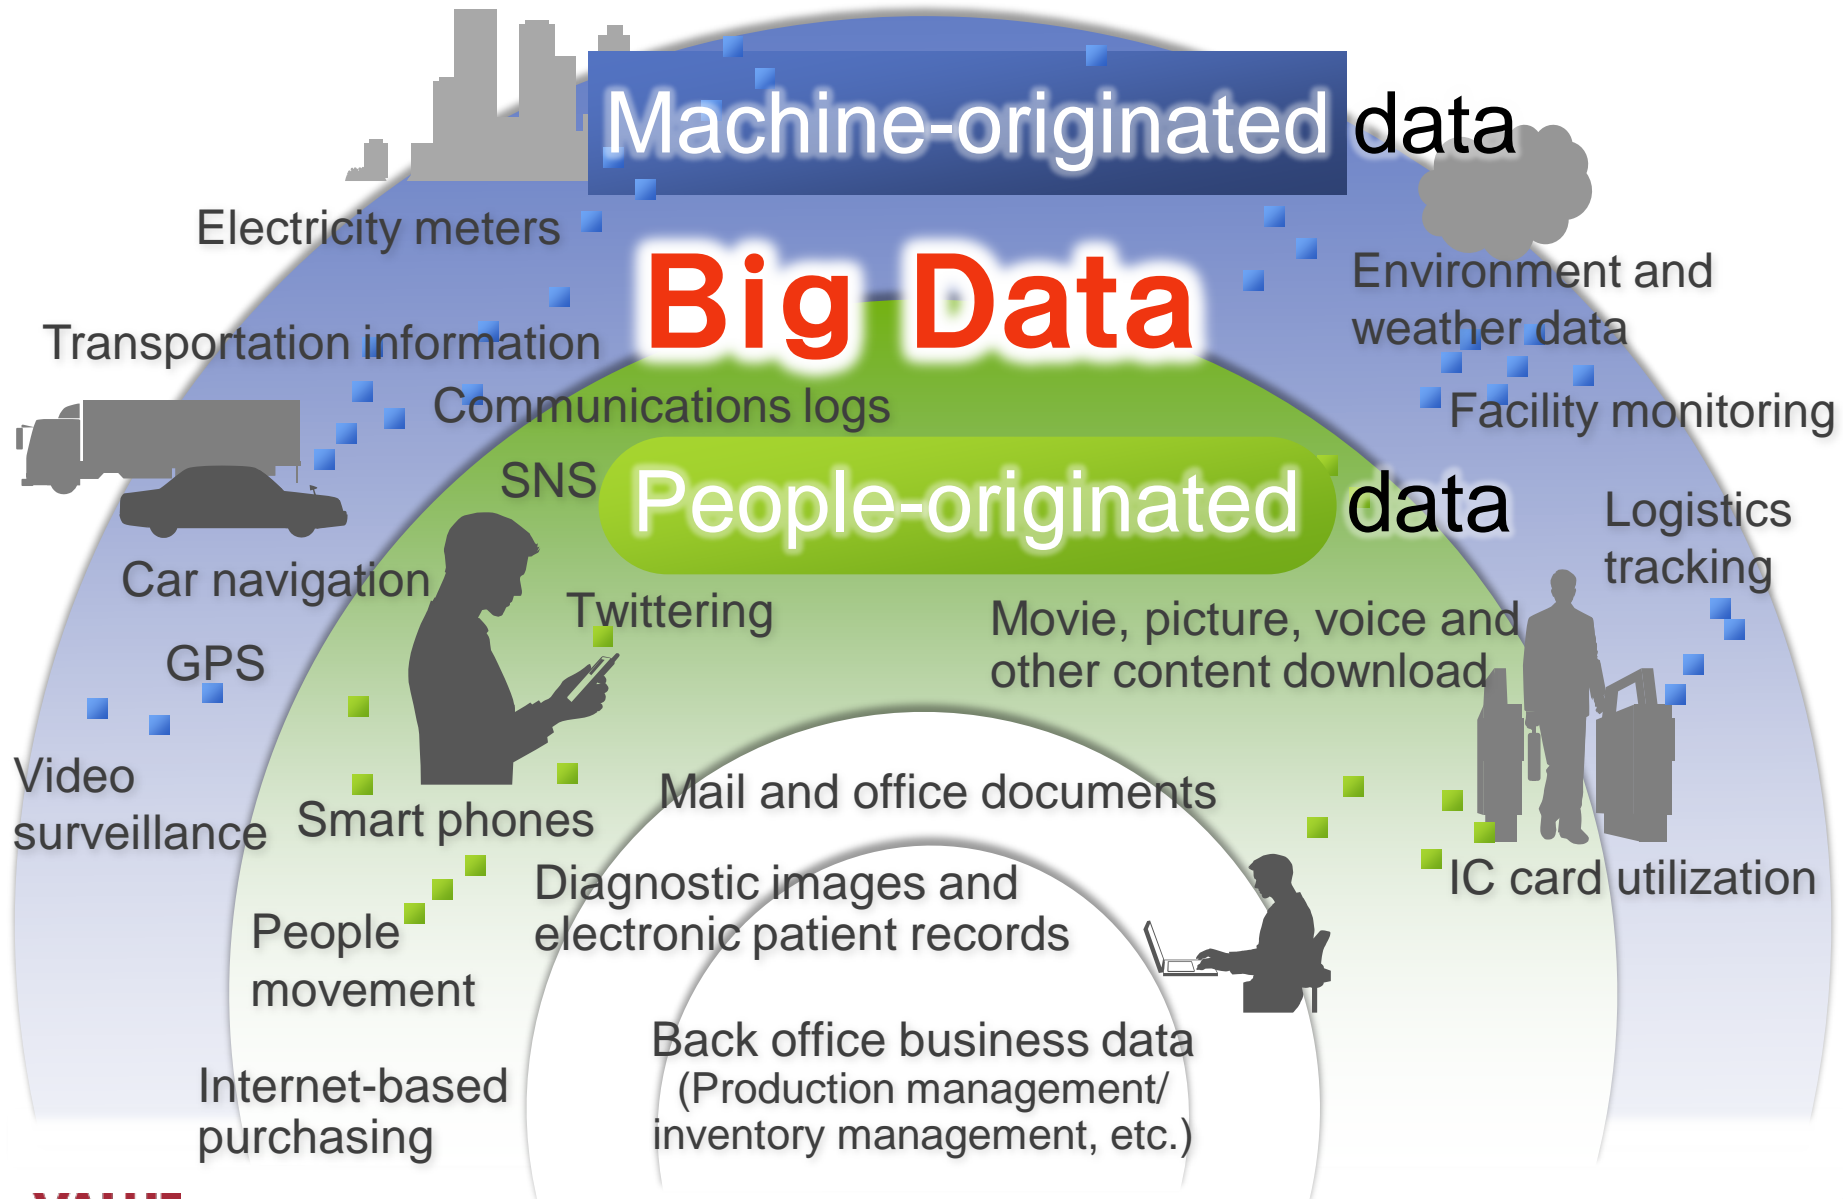 Machine-originated data
Electricity meters
Big Data
Environment and
weather data
Transportation information
Communications logs
Facility monitoring
SNS
People-originated data
Logistics
tracking
Car navigation
Twittering
Movie, picture, voice and
other content download
GPS
Video
surveillance
Smart phones
Mail and office documents
IC card utilization
Diagnostic images and
electronic patient records
People
movement
Back office business data
(Production management/
inventory management, etc.)
Internet-based
purchasing